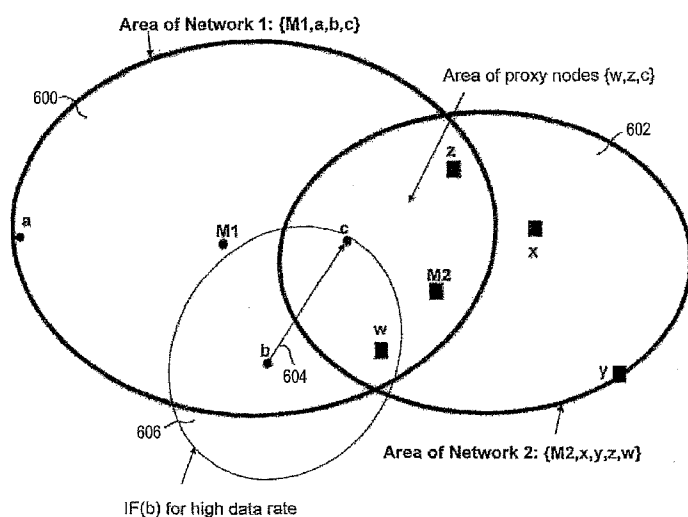 Area of Network 1: {M1,a,b,c}
Area of proxy nodes {w,z,c}
600
602
z
a
M1
c
x
M2
w
b
604
y
606
Area of Network 2: {M2,x,y,z,w}
IF(b) for high data rate